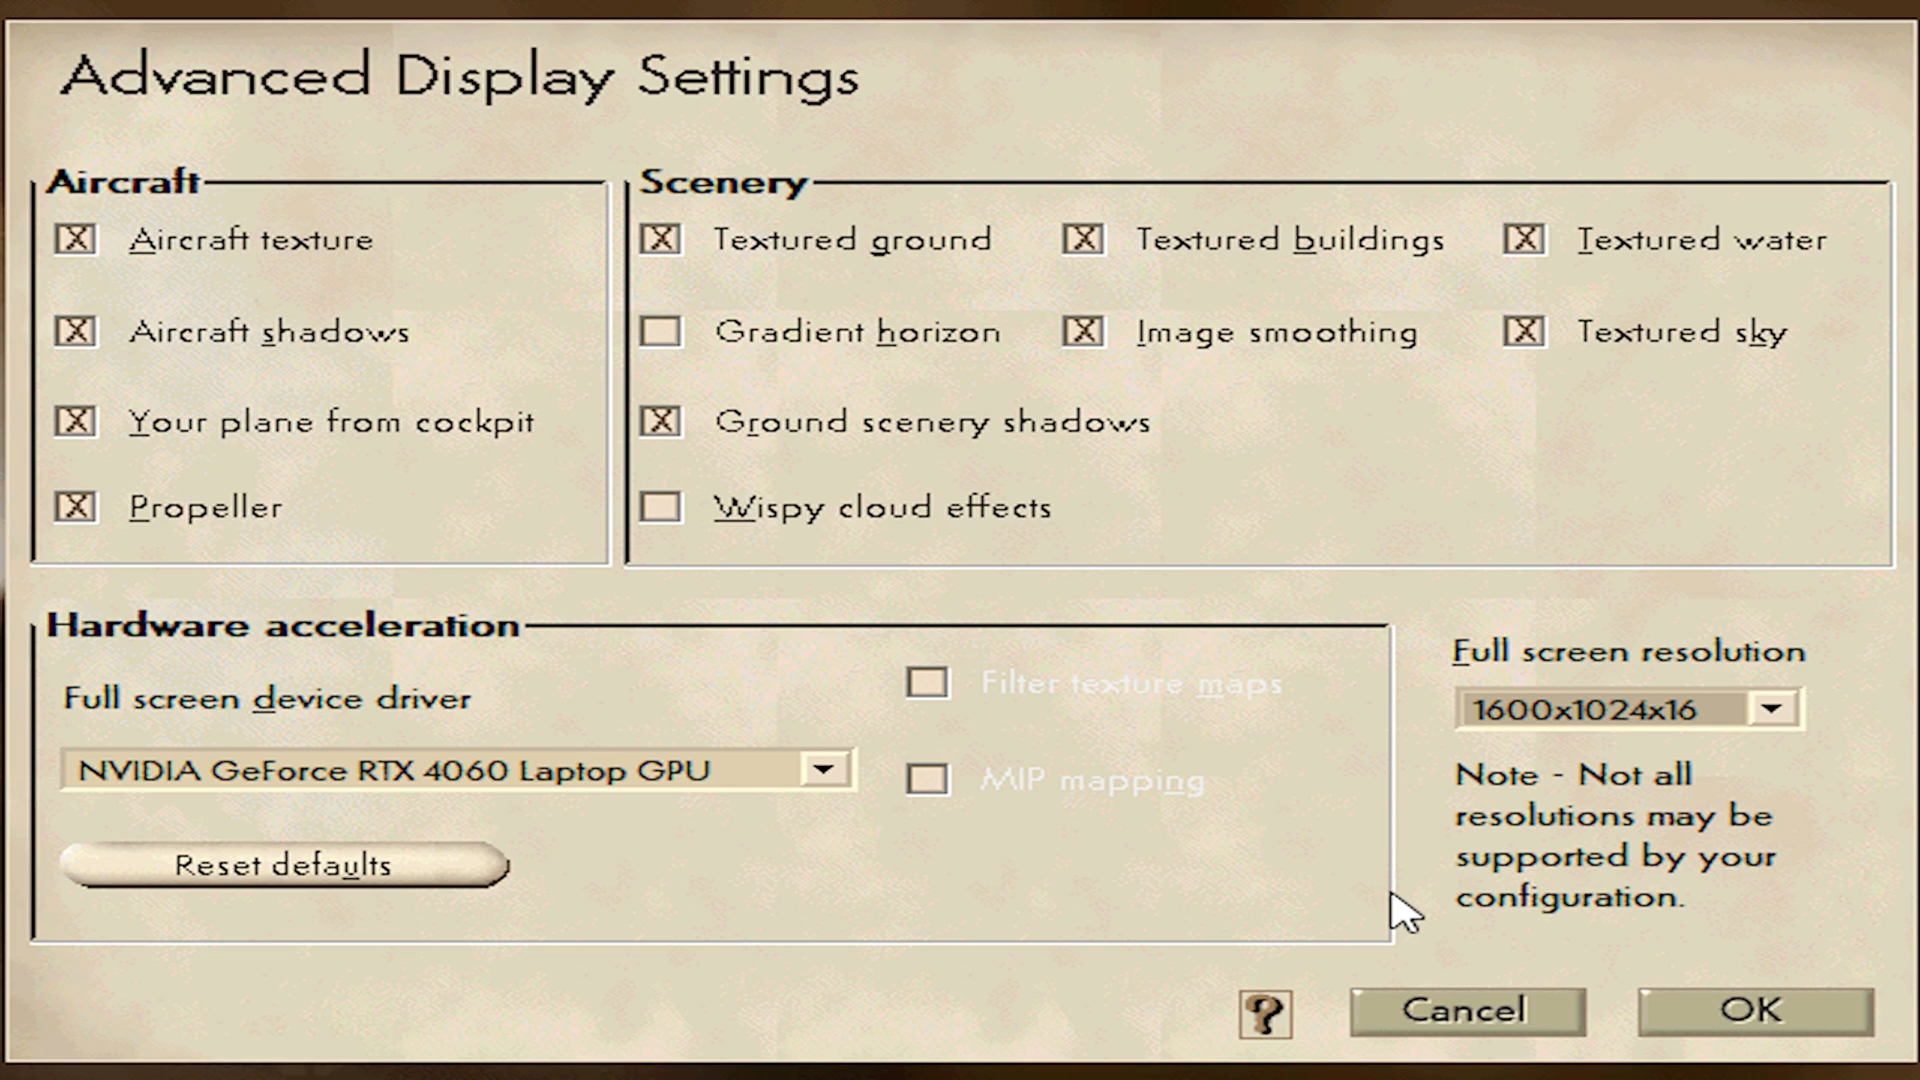 Advanced Display Settings
Aircraft
Aircraft texture
Aircraft shadows
Your plane from cockpit
Propeller
Scenery
Textured ground
Textured buildings
Textured water
Gradient horizon
Image smoothing
Textured sky
Ground scenery shadows
Wispy cloud effects
Hardware acceleration
Full screen device driver
NVIDIA GeForce RTX 4060 Laptop GPU
Reset defaults
Filter texture maps
MIP mapping
Full screen resolution
1600x1024x16
Note - Not all
resolutions may be
supported by your
configuration.
?
Cancel
OK